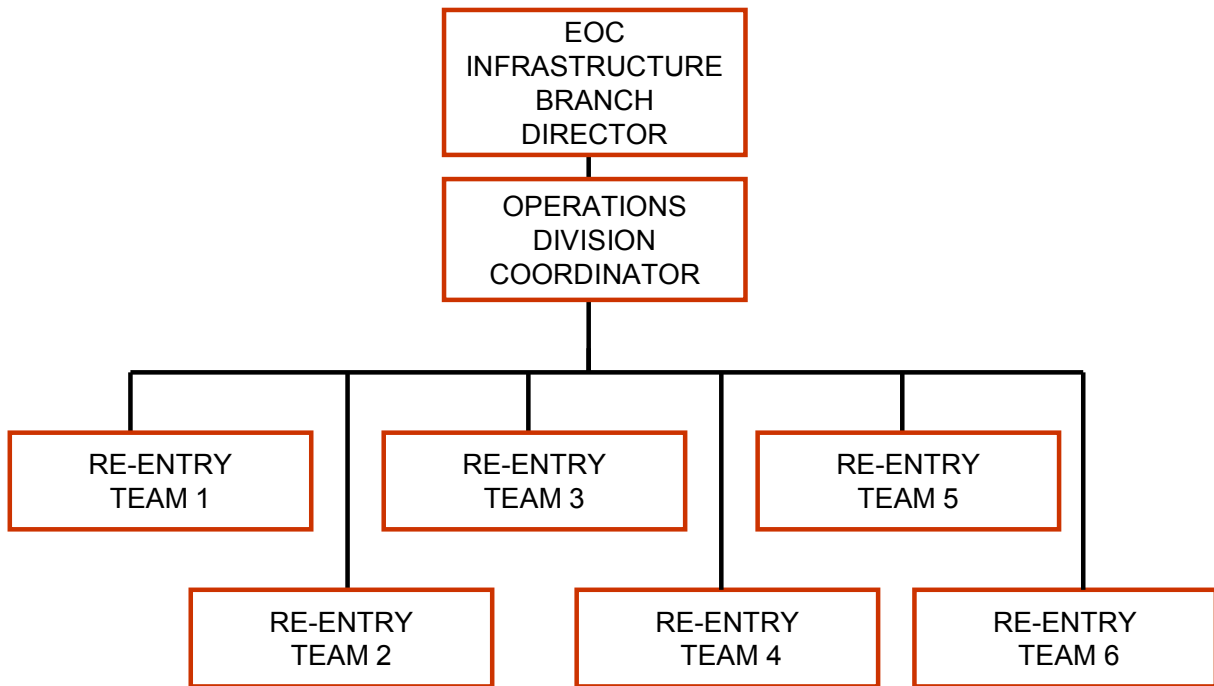 EOC
INFRASTRUCTURE
BRANCH
DIRECTOR
OPERATIONS
DIVISION
COORDINATOR
RE-ENTRY
TEAM 1
RE-ENTRY
TEAM 3
RE-ENTRY
TEAM 5
RE-ENTRY
TEAM 2
RE-ENTRY
TEAM 4
RE-ENTRY
TEAM 6